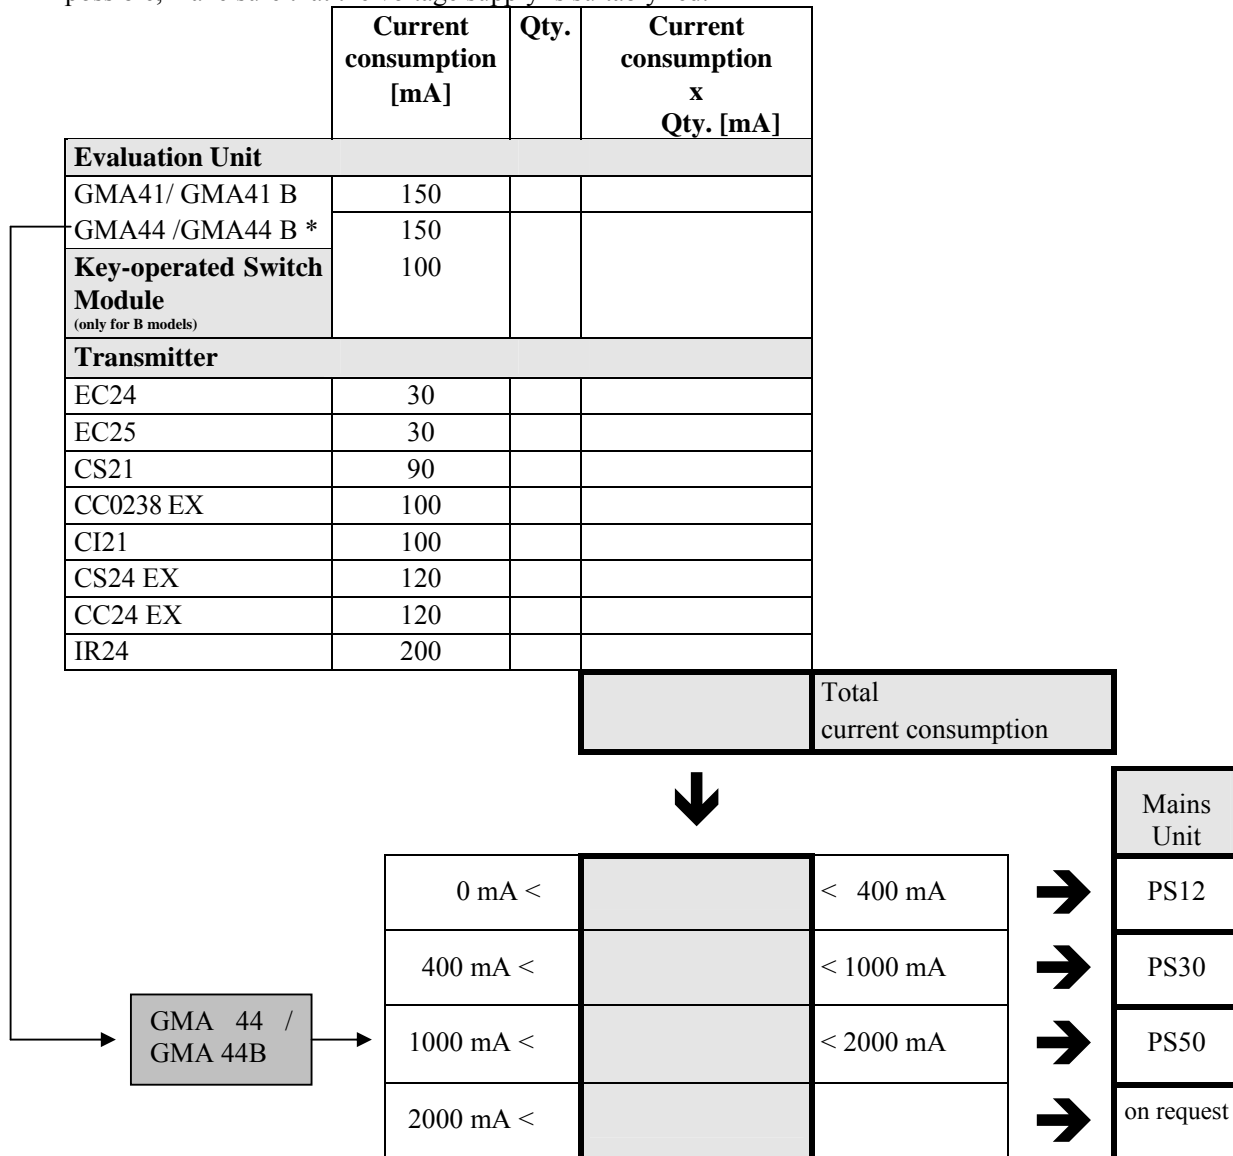 Current Qty. Current
consumption consumption
[mA] x
Qty. [mA]
Evaluation Unit
GMA41/ GMA41 B 150
GMA44 /GMA44 B * 150
Key-operated Switch 100
Module
(only for B models)
Transmitter
EC24 30
EC25 30
CS21 90
CC0238 EX 100
CI21 100
CS24 EX 120
CC24 EX 120
IR24 200
Total
current consumption
Mains
Unit
0 mA < < 400 mA PS12
400 mA < < 1000 mA PS30
GMA 44 /
GMA 44B
1000 mA < < 2000 mA PS50
2000 mA < on request